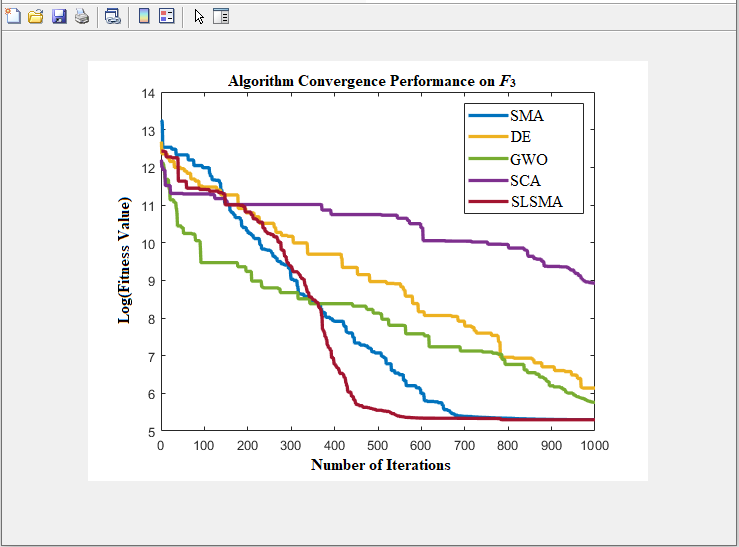 Algorithm Convergence Performance on F3
14
13
12
11
10
9
8
7
6
5
Log(Fitness Value)
SMA
DE
GWO
SCA
SLSMA
0 100 200 300 400 500 600 700 800 900 1000
Number of Iterations